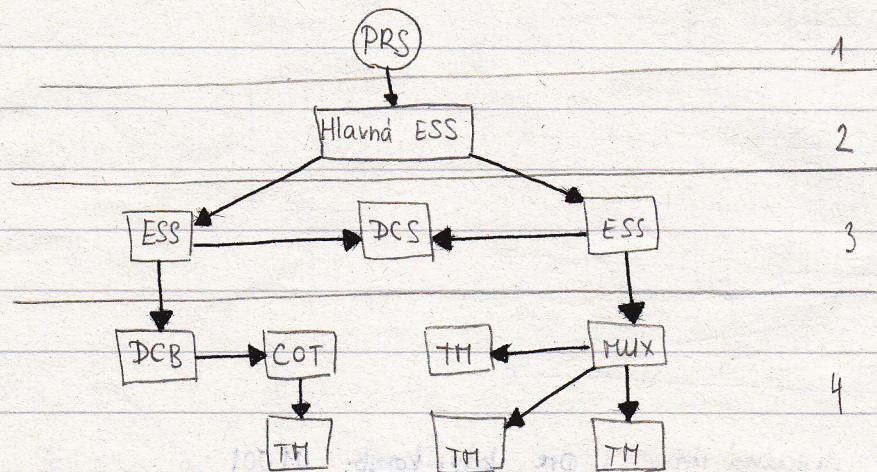 PRS
1
Hlavná ESS
2
ESS DCS ESS
3
DCB COT TM MUX
4
TM TM TM